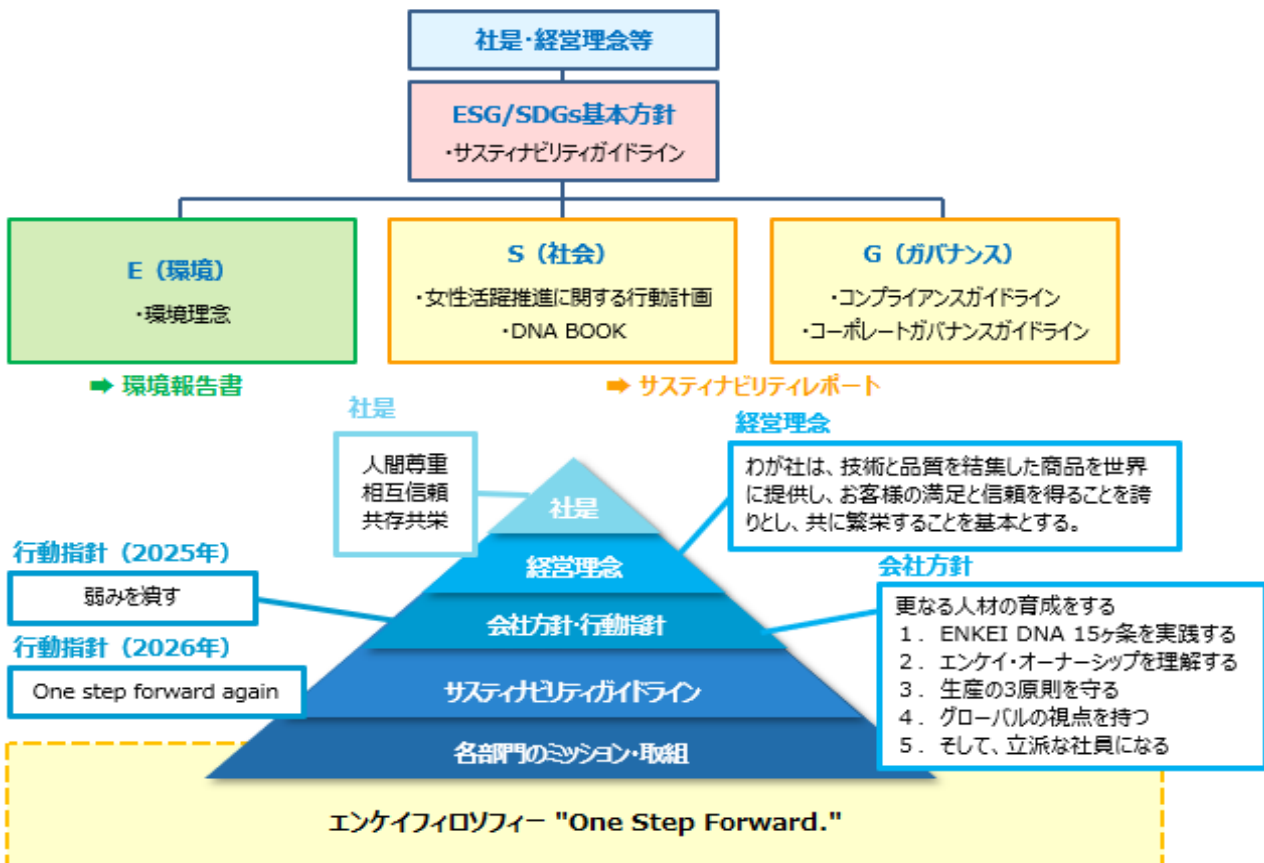 社是・経営理念等
ESG/SDGs基本方針
・サスティナビリティガイドライン
E（環境）
・環境理念
S（社会）
・女性活躍推進に関する行動計画
・DNA BOOK
G（ガバナンス）
・コンプライアンスガイドライン
・コーポレートガバナンスガイドライン
➡ 環境報告書
➡ サスティナビリティレポート
社是
人間尊重
相互信頼
共存共栄
経営理念
わが社は、技術と品質を結集した商品を世界
に提供し、お客様の満足と信頼を得ることを誇
りとし、共に繁栄することを基本とする。
行動指針（2025年）
弱みを潰す
行動指針（2026年）
One step forward again
会社方針
更なる人材の育成をする
１． ENKEI DNA 15ヶ条を実践する
２． エンケイ・オーナーシップを理解する
３． 生産の3原則を守る
４． グローバルの視点を持つ
５． そして、立派な社員になる
社是
経営理念
会社方針・行動指針
サスティナビリティガイドライン
各部門のミッション・取組
エンケイフィロソフィー "One Step Forward."